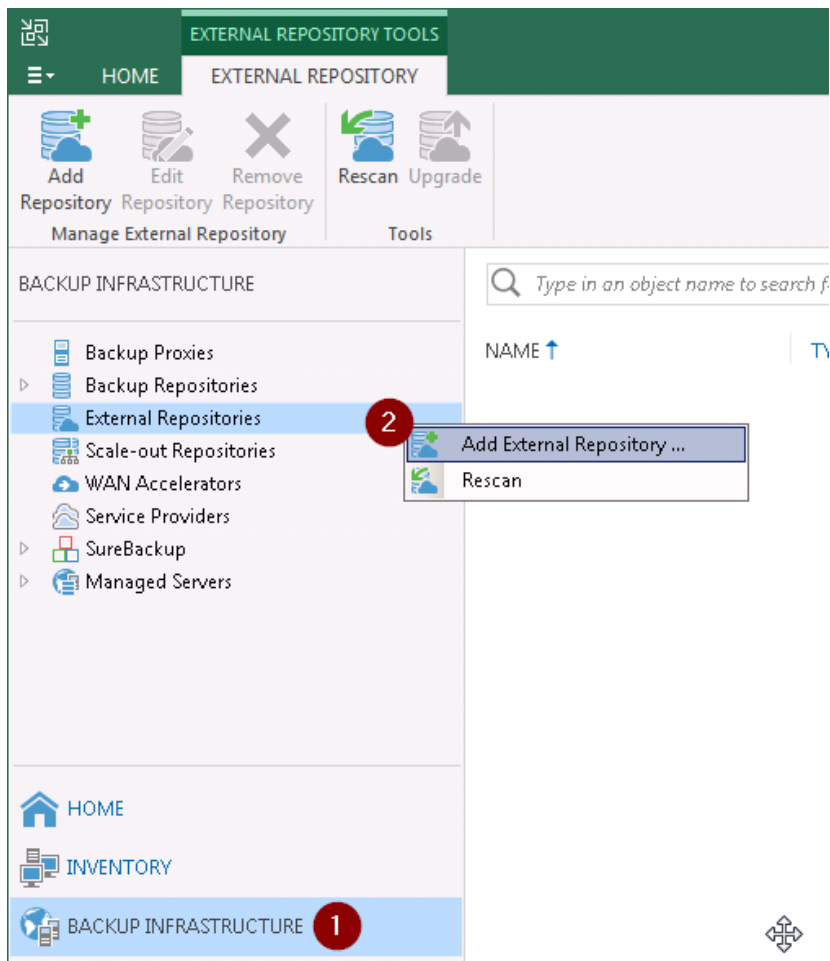 EXTERNAL REPOSITORY TOOLS
HOME EXTERNAL REPOSITORY
Add Repository
Edit Repository
Remove Repository
Rescan
Upgrade
Manage External Repository
Tools
BACKUP INFRASTRUCTURE
Type in an object name to search f
NAME
TY
Backup Proxies
Backup Repositories
External Repositories
2
Add External Repository ...
Rescan
Scale-out Repositories
WAN Accelerators
Service Providers
SureBackup
Managed Servers
HOME
INVENTORY
BACKUP INFRASTRUCTURE
1